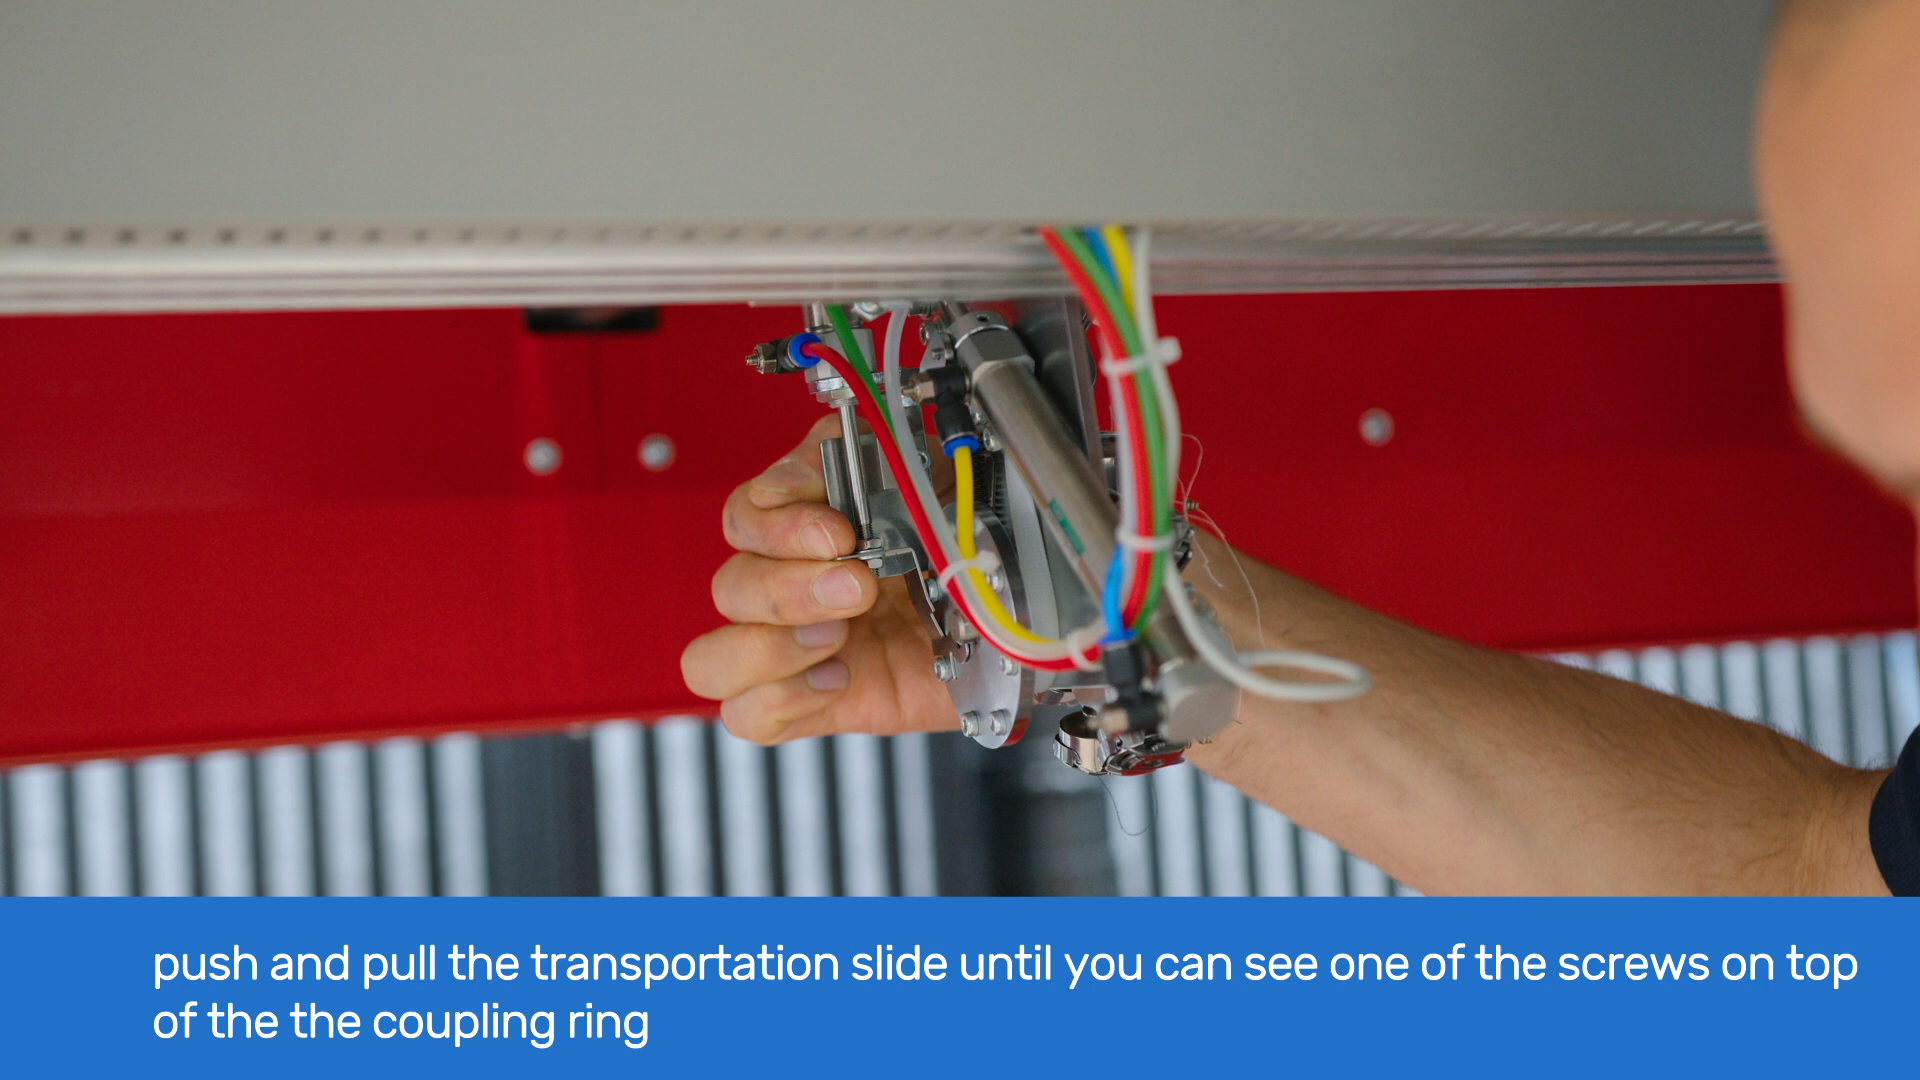 push and pull the transportation slide until you can see one of the screws on top
of the the coupling ring